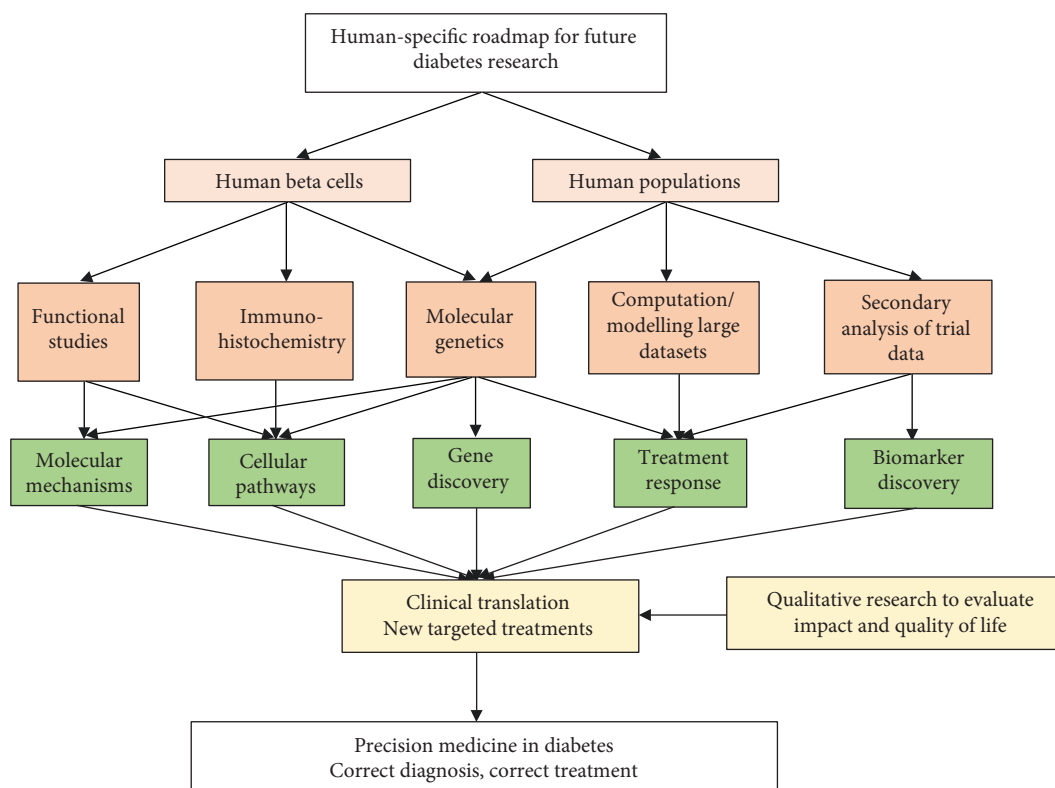 Human-specific roadmap for future
diabetes research
Human beta cells
Human populations
Functional
studies
Immuno-
histochemistry
Molecular
genetics
Computation/
modelling large
datasets
Secondary
analysis of trial
data
Molecular
mechanisms
Cellular
pathways
Gene
discovery
Treatment
response
Biomarker
discovery
Clinical translation
New targeted treatments
Qualitative research to evaluate
impact and quality of life
Precision medicine in diabetes
Correct diagnosis, correct treatment